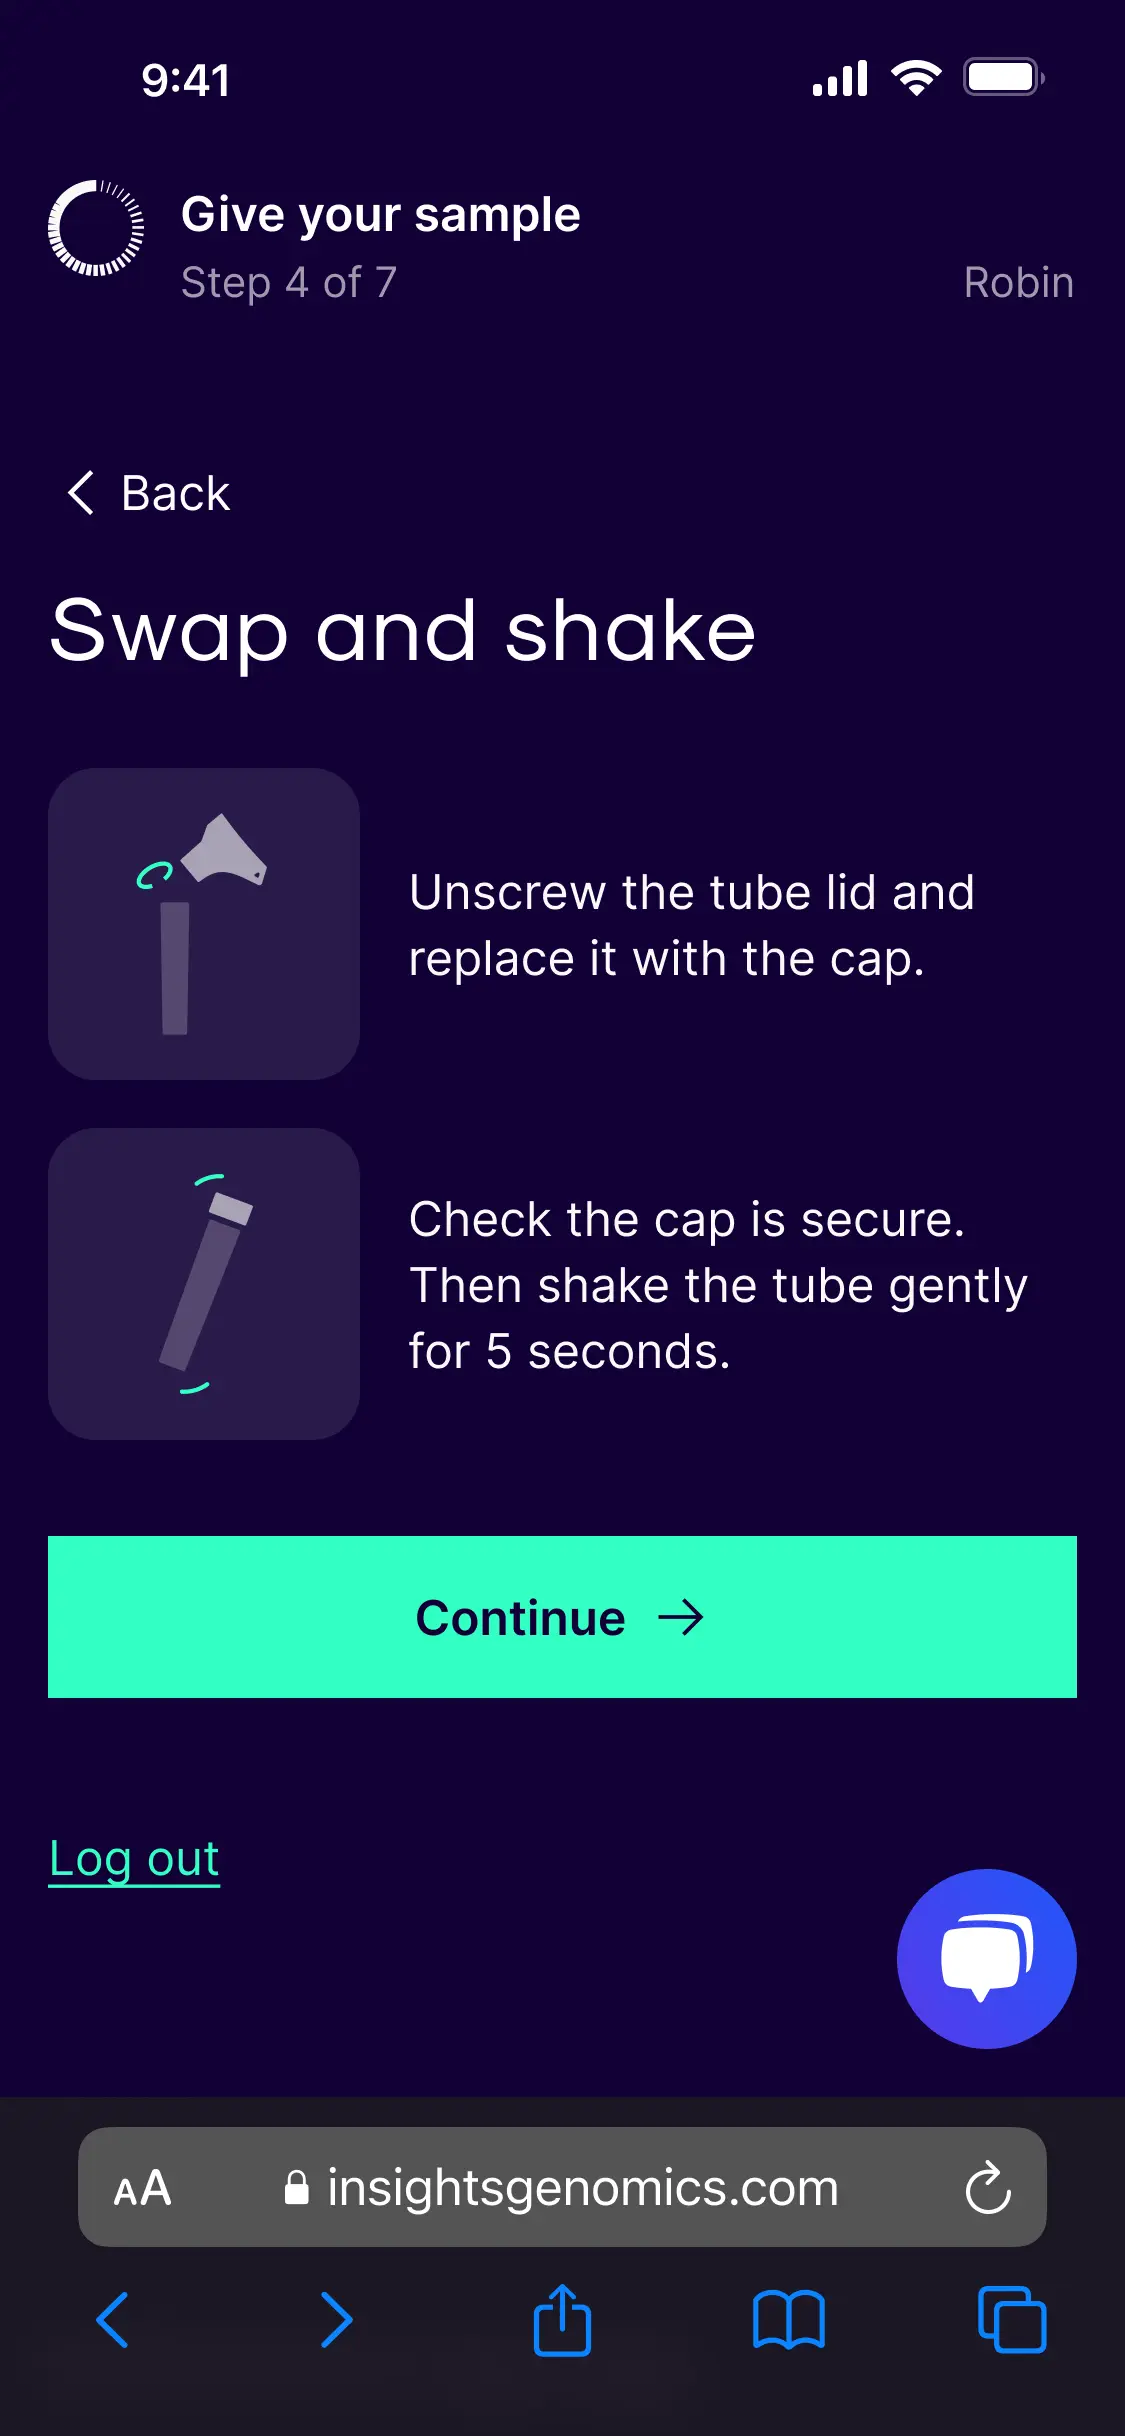 9:41
Give your sample
Step 4 of 7
Robin
Back
Swap and shake
Unscrew the tube lid and
replace it with the cap.
Check the cap is secure.
Then shake the tube gently
for 5 seconds.
Continue
Log out
AA
insightsgenomics.com